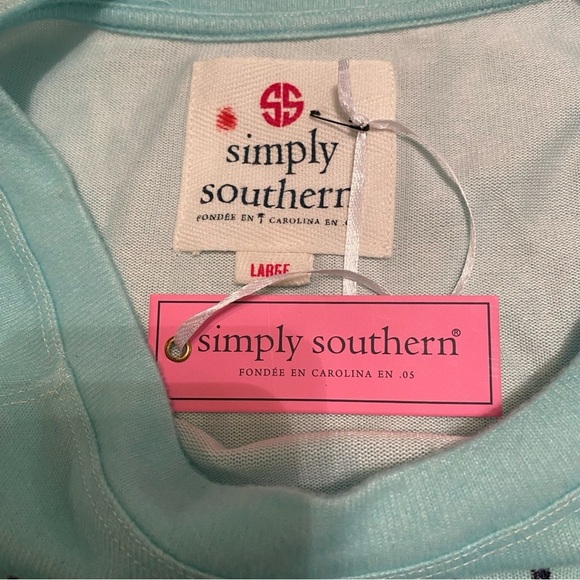 SS
simply
southern
FONDÉE EN CAROLINA EN .
LARGE
simply southern®
FONDÉE EN CAROLINA EN .05